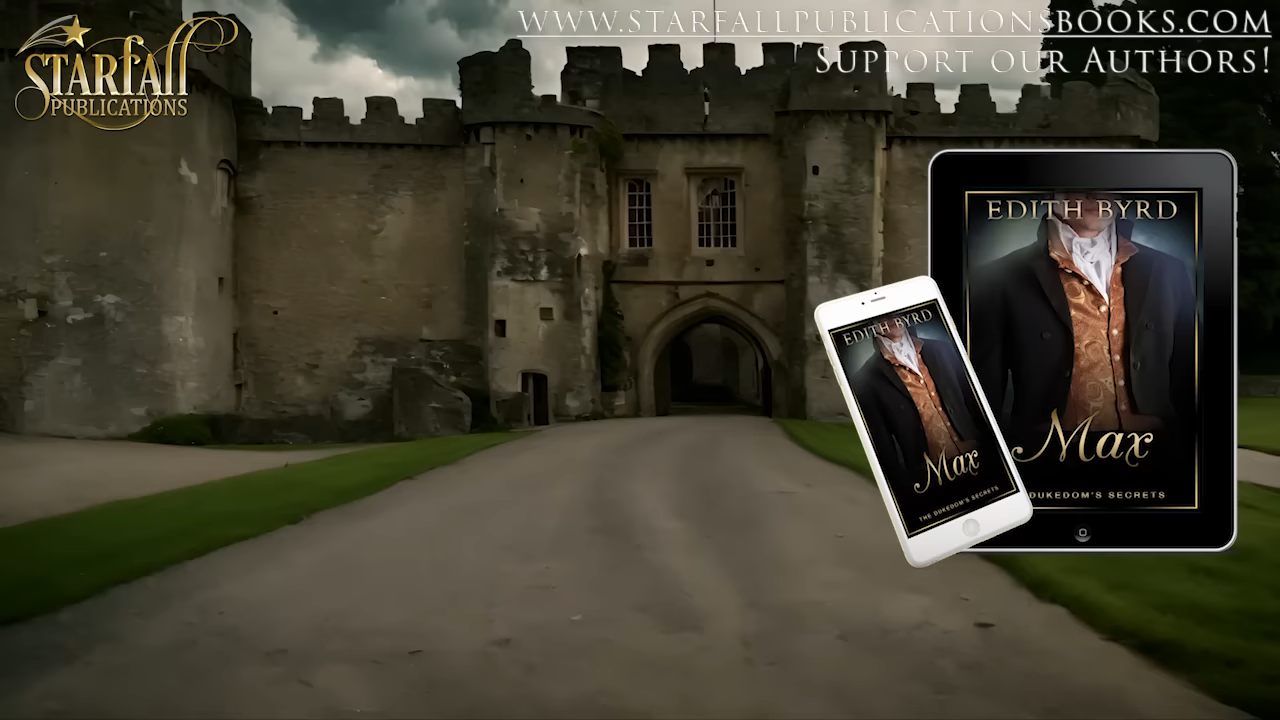 STARfall
PUBLICATIONS
WWW.STARFALLPUBLICATIONSBOOKS.COM
SUPPORT OUR AUTHORS!
EDITH BYRD
Max
DUKEDOM'S SECRETS
EDITH BYRD
Max
THE DUKEDOM'S SECRETS